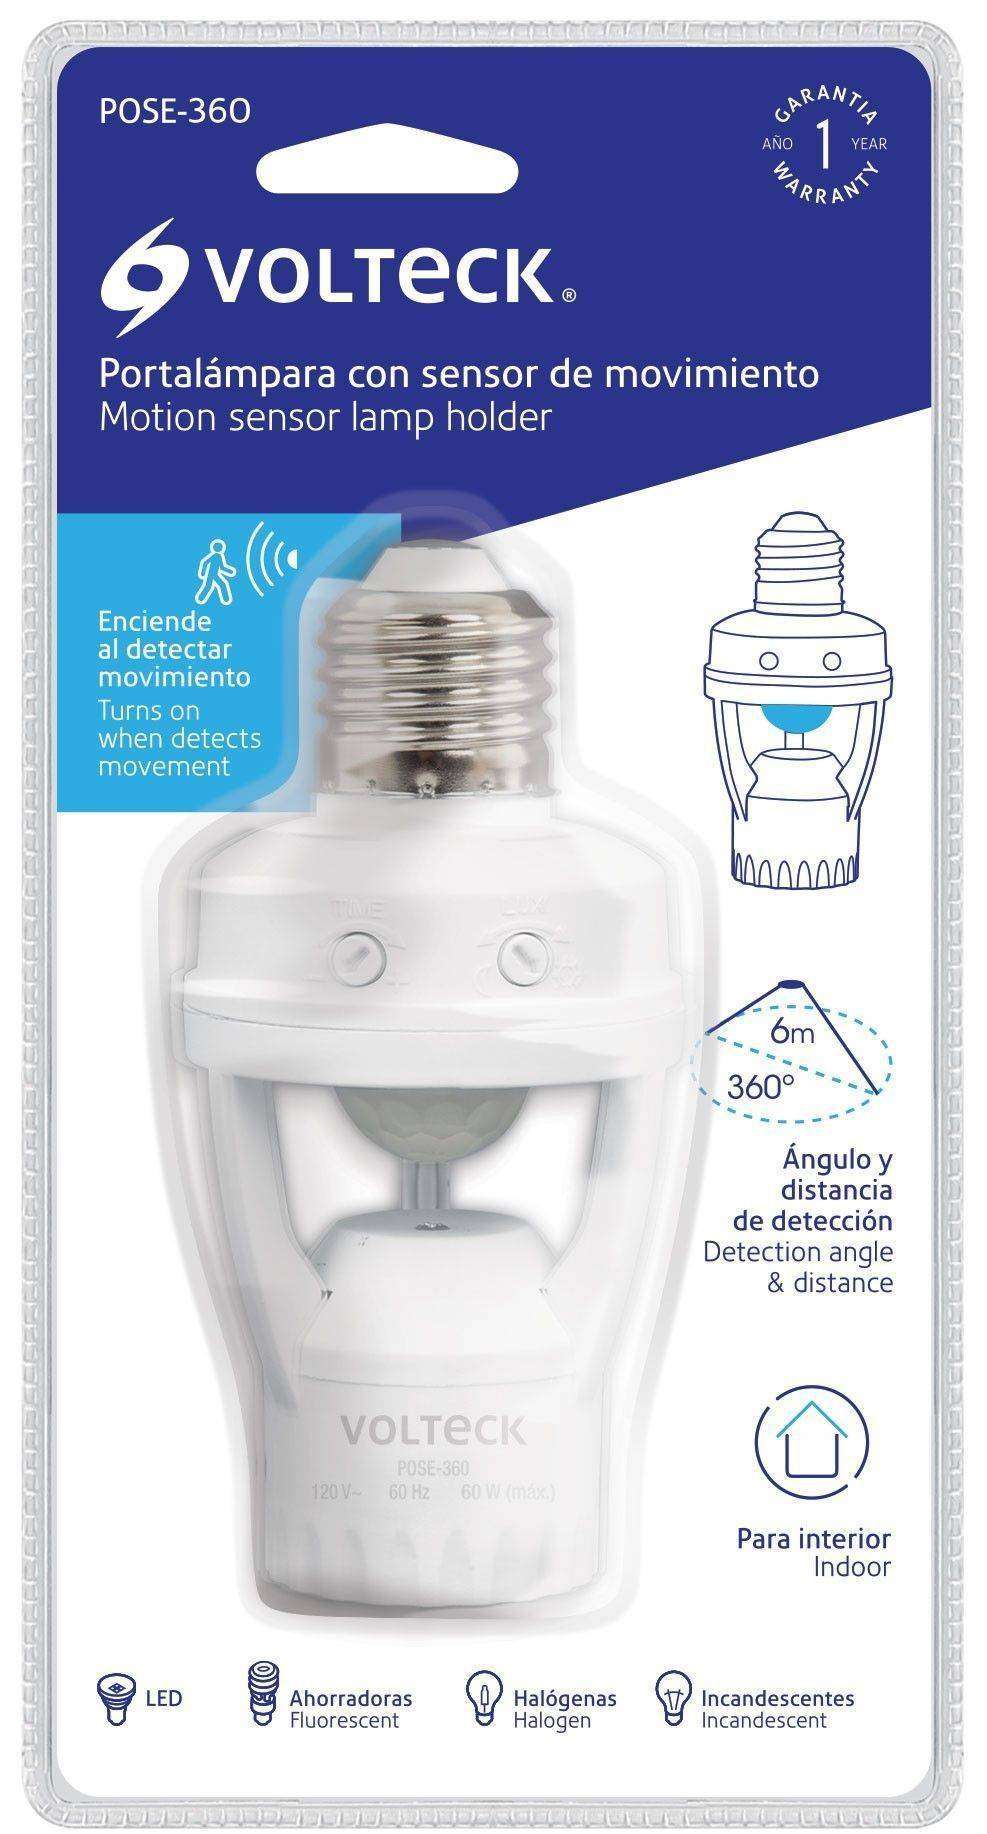 POSE-360
GARANTIA
AÑO 1 YEAR
WARRANTY
VOLTECK®
Portalámpara con sensor de movimiento
Motion sensor lamp holder
Enciende
al detectar
movimiento
Turns on
when detects
movement
TIME LUX
6m
360°
Ángulo y
distancia
de detección
Detection angle
& distance
VOLTECK
POSE-360
120 V~ 60 Hz 60 W (máx.)
Para interior
Indoor
LED
Ahorradoras
Fluorescent
Halógenas
Halogen
Incandescentes
Incandescent